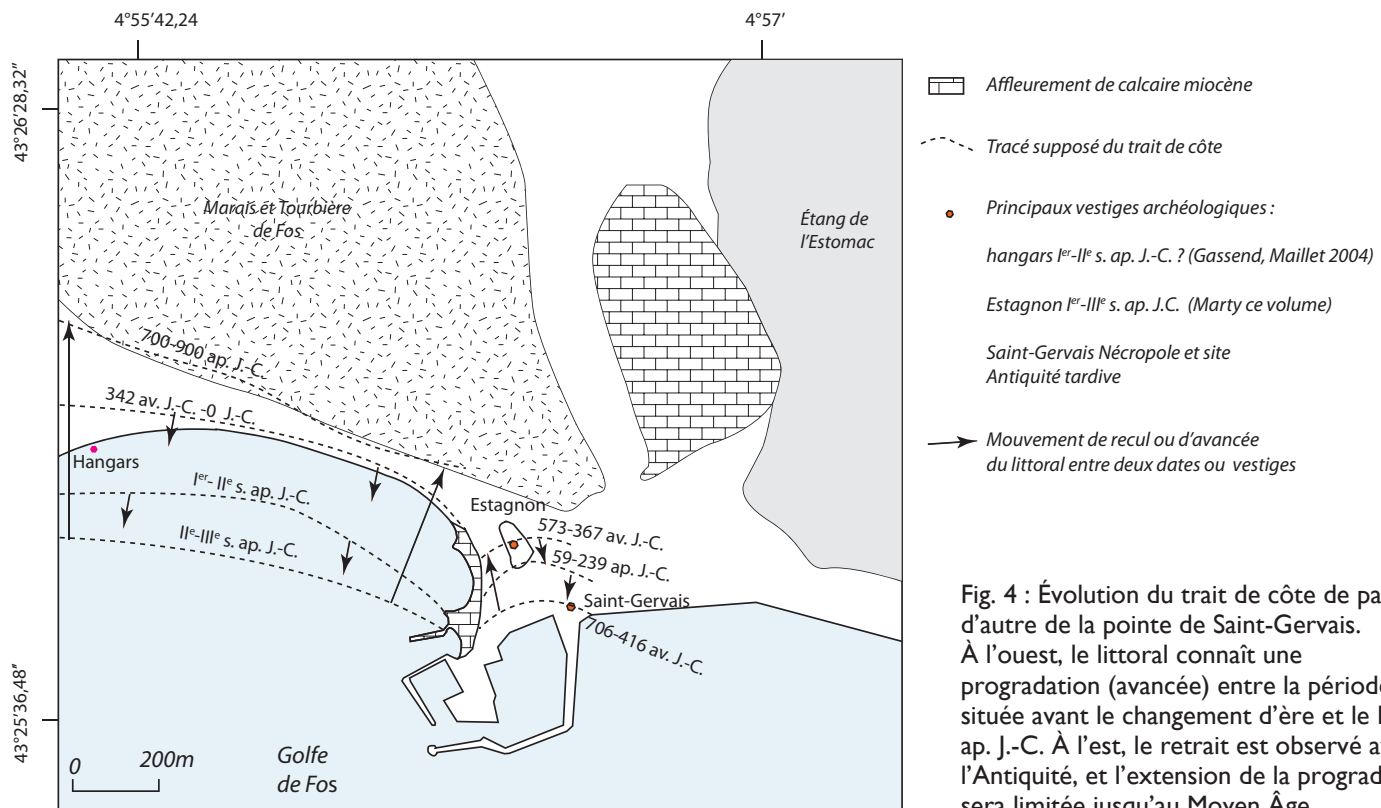 4°55'42,24
4°57'
43°26'28,32"
43°25'36,48"
Marais et Tourbière
de Fos
Étang de
l'Estomac
700-900 ap. J.-C.
342 av. J.-C. -0 J.-C.
Hangars
Ier- IIe s. ap. J.-C.
IIe-IIIe s. ap. J.-C.
Estagnon
573-367 av. J.-C.
59-239 ap. J.-C.
Saint-Gervais
706-416 av. J.-C.
0 200m
Golfe
de Fos
Affleurement de calcaire miocène
Tracé supposé du trait de côte
Principaux vestiges archéologiques :
hangars Ier-IIe s. ap. J.-C. ? (Gassend, Maillet 2004)
Estagnon Ier-IIIe s. ap. J.C. (Marty ce volume)
Saint-Gervais Nécropole et site
Antiquité tardive
Mouvement de recul ou d'avancée
du littoral entre deux dates ou vestiges
Fig. 4 : Évolution du trait de côte de pa
d'autre de la pointe de Saint-Gervais.
À l'ouest, le littoral connaît une
progradation (avancée) entre la période
située avant le changement d'ère et le
ap. J.-C. À l'est, le retrait est observé
l'Antiquité, et l'extension de la prograd
sera limitée jusqu'au Moyen Âge